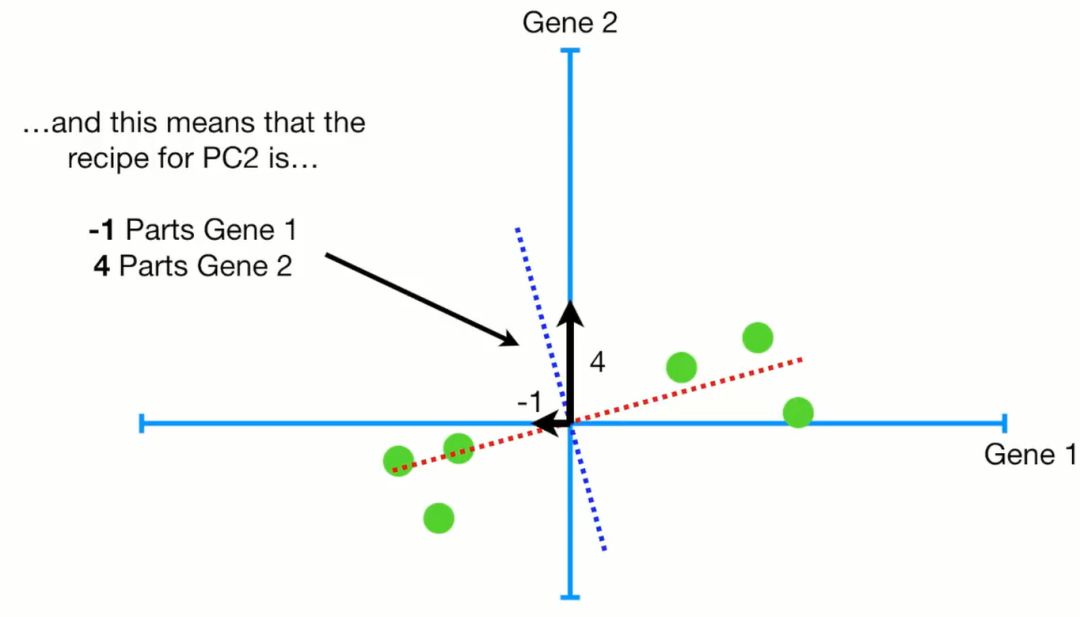 Gene 2
…and this means that the
recipe for PC2 is…
-1 Parts Gene 1
4 Parts Gene 2
4
-1
Gene 1